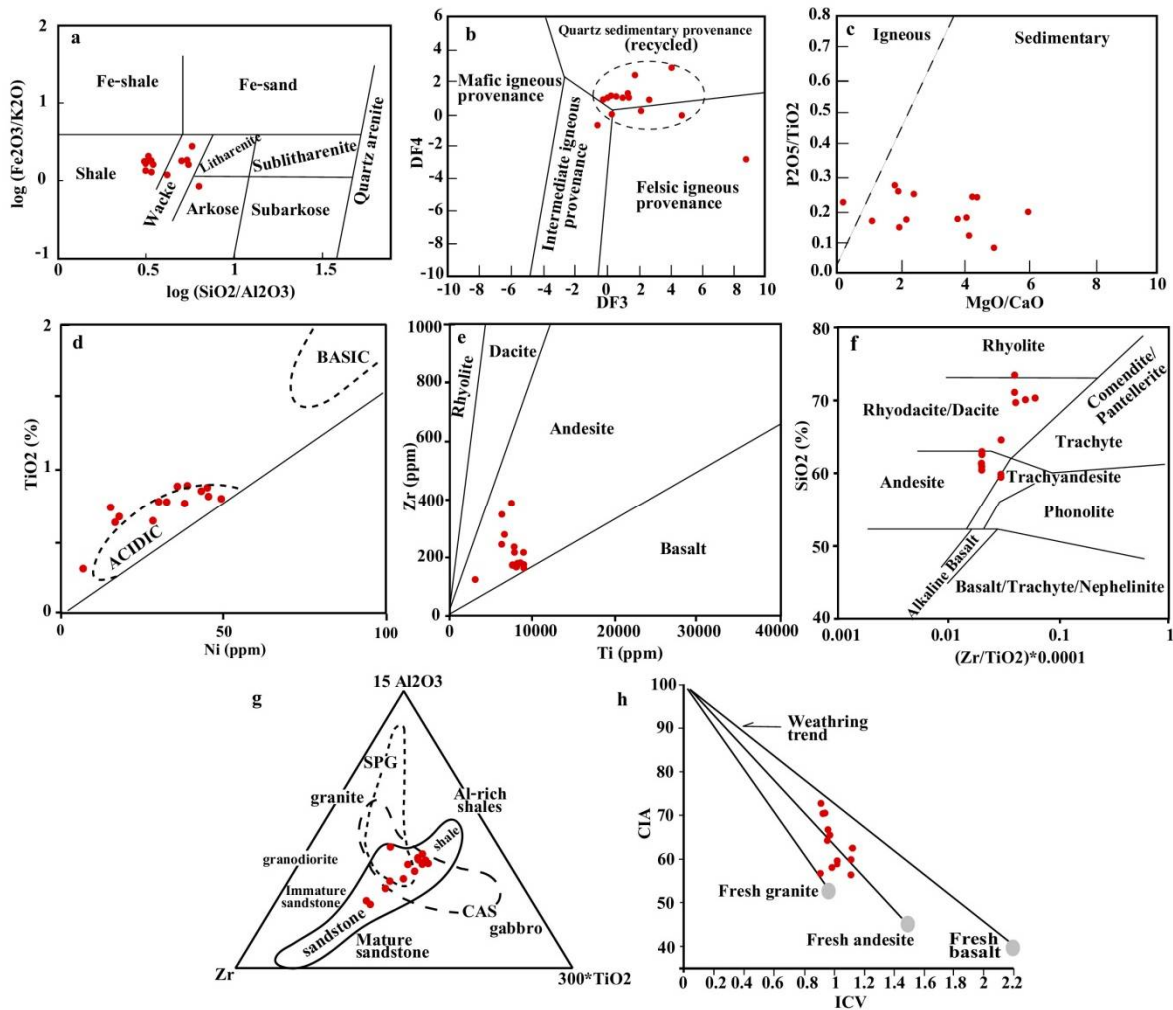 a
2
1
0
-1
log (Fe2O3/K2O)
Fe-shale
Fe-sand
Shale
Wacke
Litharenite
Sublitharenite
Arkose
Subarkose
Quartz arenite
0
0.5
1
1.5
2
log (SiO2/Al2O3)
b
6
4
2
0
-2
-4
-6
-8
-10
DF4
Quartz sedimentary provenance
(recycled)
Mafic igneous
provenance
Intermediate igneous
provenance
Felsic igneous
provenance
-10 -8 -6 -4 -2 0 2 4 6 8 10
DF3
c
0.8
0.7
0.6
0.5
0.4
0.3
0.2
0.1
0.0
P2O5/TiO2
Igneous
Sedimentary
0 2 4 6 8 10
MgO/CaO
d
2
1
0
TiO2 (%)
BASIC
ACIDIC
0 50 100
Ni (ppm)
e
1000
800
600
400
200
0
Zr (ppm)
Rhyolite
Dacite
Andesite
Basalt
0 10000 20000 30000 40000
Ti (ppm)
f
80
70
60
50
40
SiO2 (%)
Rhyolite
Comendite/
Pantellerite
Rhyodacite/Dacite
Trachyte
Andesite
Trachyandesite
Phonolite
Alkaline Basalt
Basalt/Trachyte/Nephelinite
0.001 0.01 0.1 1
(Zr/TiO2)*0.0001
g
15 Al2O3
SPG
granite
Al-rich
shales
shale
granodiorite
Immature
sandstone
sandstone
CAS
gabbro
Mature
sandstone
Zr
300*TiO2
h
100
90
80
70
60
50
40
CIA
Weathring
trend
Fresh granite
Fresh andesite
Fresh
basalt
0 0.2 0.4 0.6 0.8 1 1.2 1.4 1.6 1.8 2 2.2
ICV